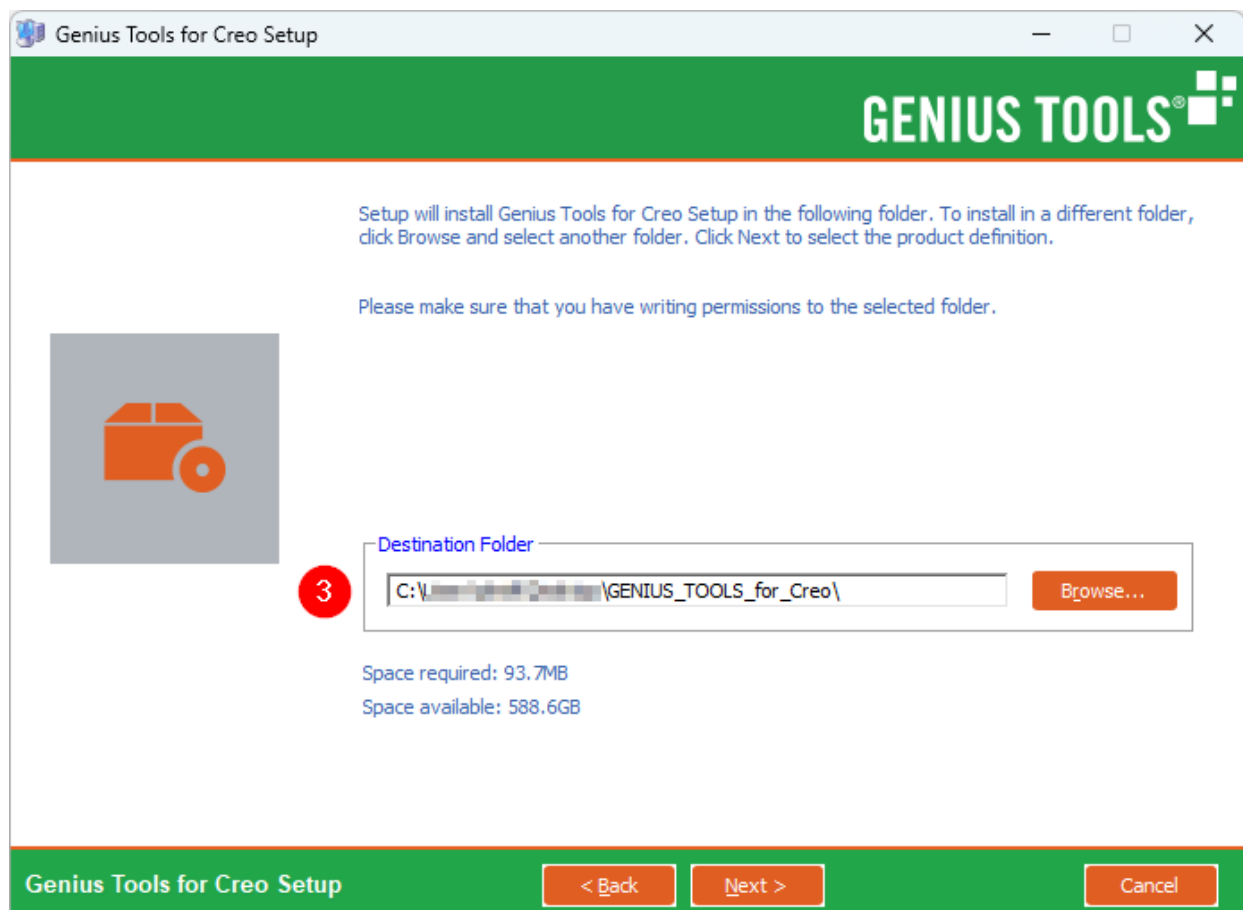 Genius Tools for Creo Setup
GENIUS TOOLS®
Setup will install Genius Tools for Creo Setup in the following folder. To install in a different folder,
click Browse and select another folder. Click Next to select the product definition.
Please make sure that you have writing permissions to the selected folder.
Destination Folder
3
C:\ \GENIUS_TOOLS_for_Creo\
Browse...
Space required: 93.7MB
Space available: 588.6GB
Genius Tools for Creo Setup
< Back
Next >
Cancel